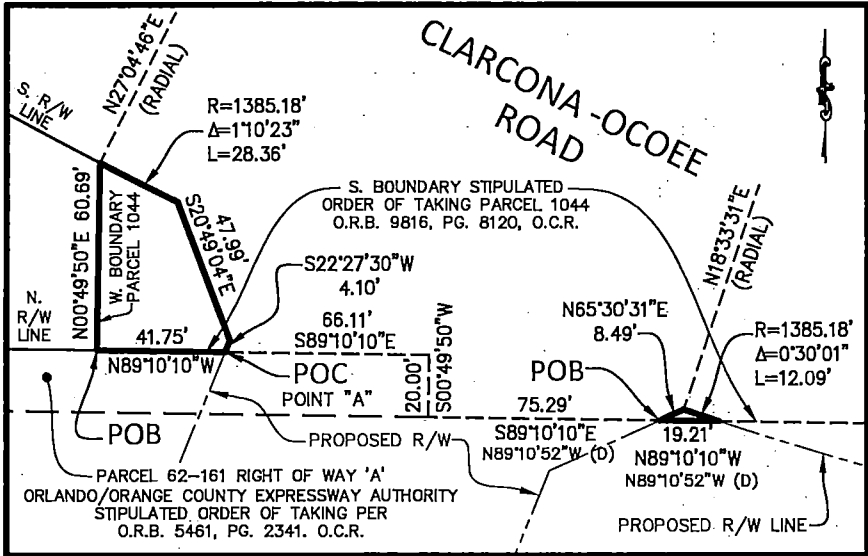 CLARCONA-OCOEE
ROAD
N27°04'46"E
(RADIAL)
S. R/W
LINE
R=1385.18'
Δ=1°10'23"
L=28.36'
S. BOUNDARY STIPULATED
ORDER OF TAKING PARCEL 1044
O.R.B. 9816, PG. 8120, O.C.R.
N00°49'50"E 60.69'
W. BOUNDARY
PARCEL 1044
47.99'
S20°49'04"E
S22°27'30"W
4.10'
N18°33'31"E
(RADIAL)
N.
R/W
LINE
41.75'
N89°10'10"W
66.11'
S89°10'10"E
N65°30'31"E
8.49'
R=1385.18'
Δ=0°30'01"
L=12.09'
POC
POINT "A"
20.00'
S00°49'50"W
POB
75.29'
S89°10'10"E
N89°10'52"W (D)
19.21'
N89°10'10"W
N89°10'52"W (D)
POB
PROPOSED R/W
PARCEL 62-161 RIGHT OF WAY 'A'
ORLANDO/ORANGE COUNTY EXPRESSWAY AUTHORITY
STIPULATED ORDER OF TAKING PER
O.R.B. 5461, PG. 2341. O.C.R.
PROPOSED R/W LINE